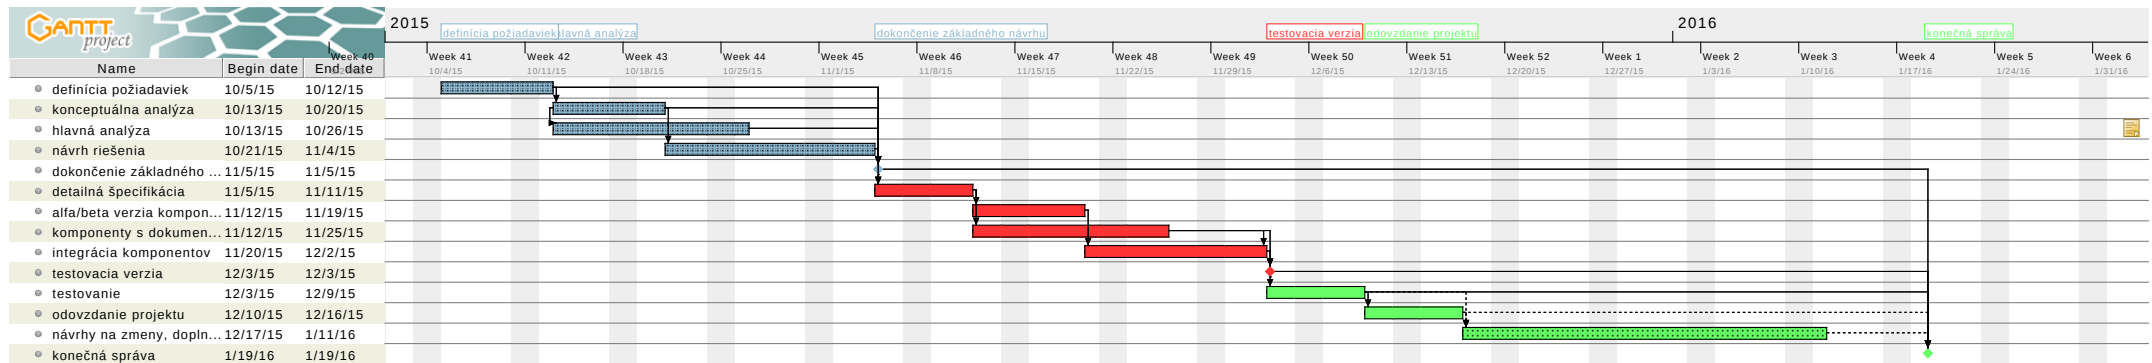 GANTT
project
2015
2016
definícia požiadaviek
hlavná analýza
dokončenie základného návrhu
testovacia verzia
odovzdanie projektu
konečná správa
Week 40
Week 41
Week 42
Week 43
Week 44
Week 45
Week 46
Week 47
Week 48
Week 49
Week 50
Week 51
Week 52
Week 1
Week 2
Week 3
Week 4
Week 5
Week 6
10/4/15
10/11/15
10/18/15
10/25/15
11/1/15
11/8/15
11/15/15
11/22/15
11/29/15
12/6/15
12/13/15
12/20/15
12/27/15
1/3/16
1/10/16
1/17/16
1/24/16
1/31/16
Name Begin date End date
definícia požiadaviek 10/5/15 10/12/15
konceptuálna analýza 10/13/15 10/20/15
hlavná analýza 10/13/15 10/26/15
návrh riešenia 10/21/15 11/4/15
dokončenie základného ... 11/5/15 11/5/15
detailná špecifikácia 11/5/15 11/11/15
alfa/beta verzia kompon... 11/12/15 11/19/15
komponenty s dokumen... 11/12/15 11/25/15
integrácia komponentov 11/20/15 12/2/15
testovacia verzia 12/3/15 12/3/15
testovanie 12/3/15 12/9/15
odovzdanie projektu 12/10/15 12/16/15
návrhy na zmeny, dopln... 12/17/15 1/11/16
konečná správa 1/19/16 1/19/16